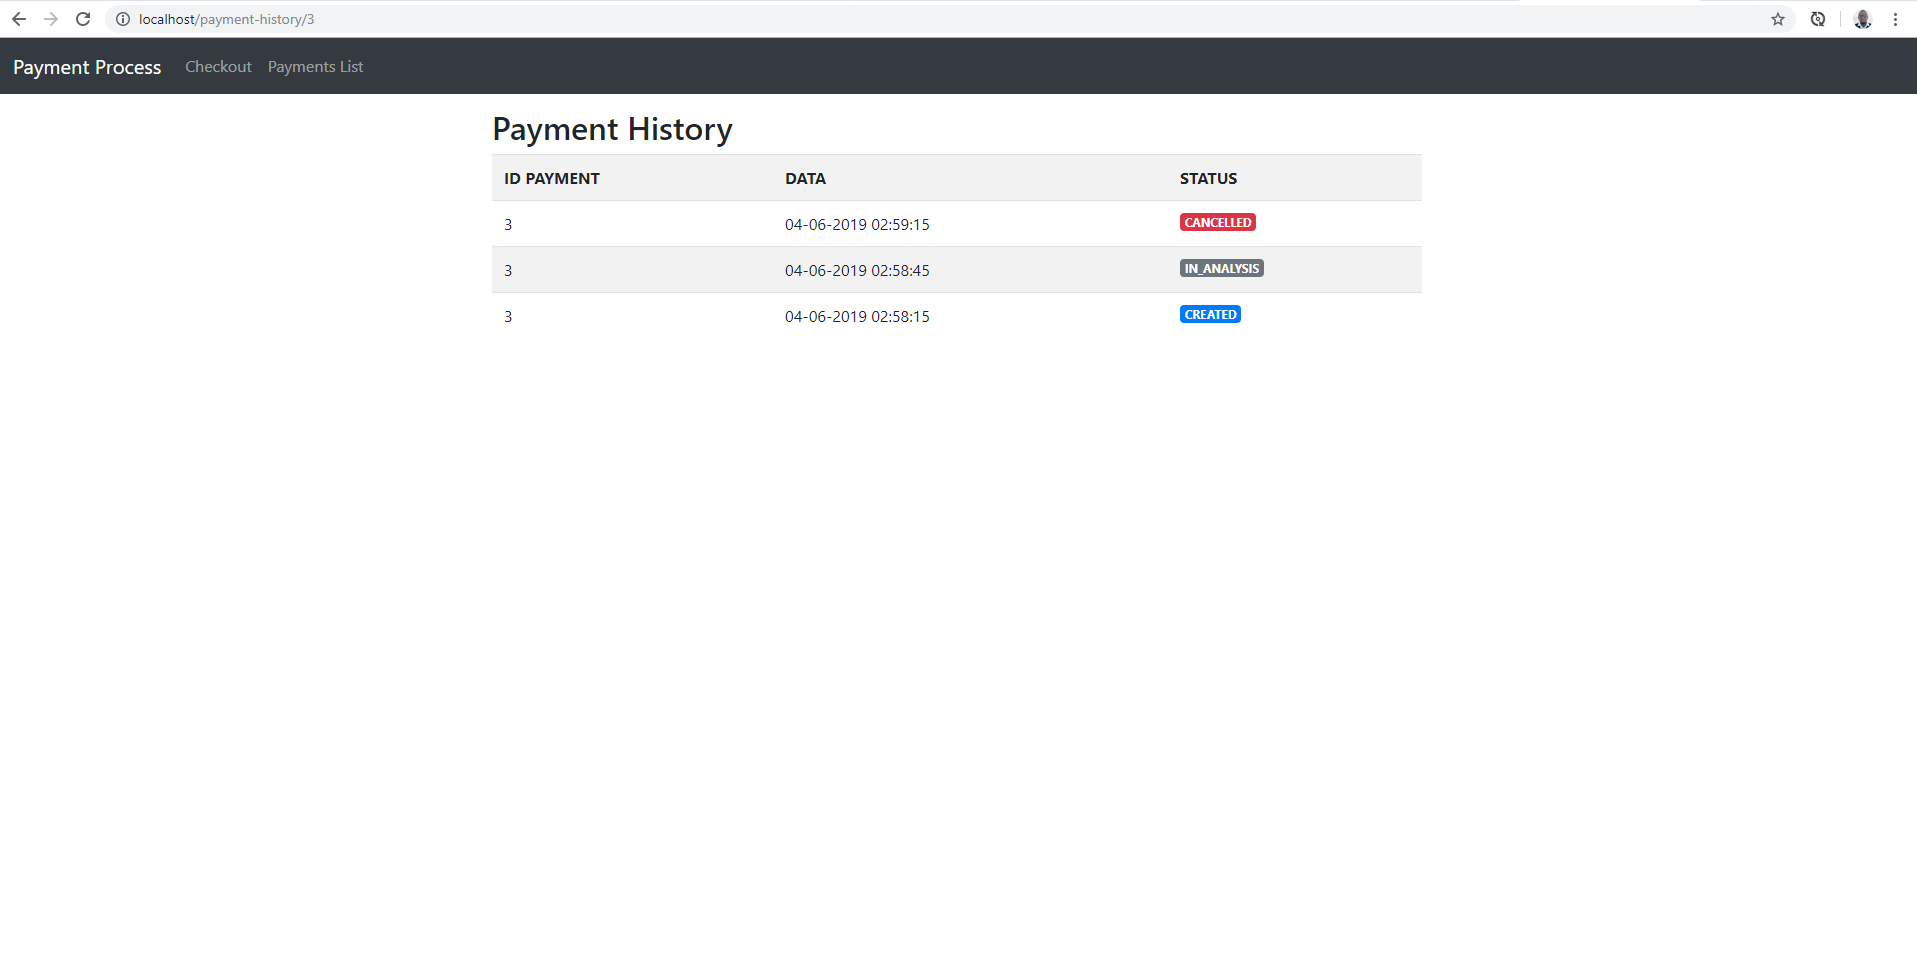 localhost/payment-history/3
Payment Process Checkout Payments List
Payment History
ID PAYMENT DATA STATUS
3 04-06-2019 02:59:15 CANCELLED
3 04-06-2019 02:58:45 IN_ANALYSIS
3 04-06-2019 02:58:15 CREATED